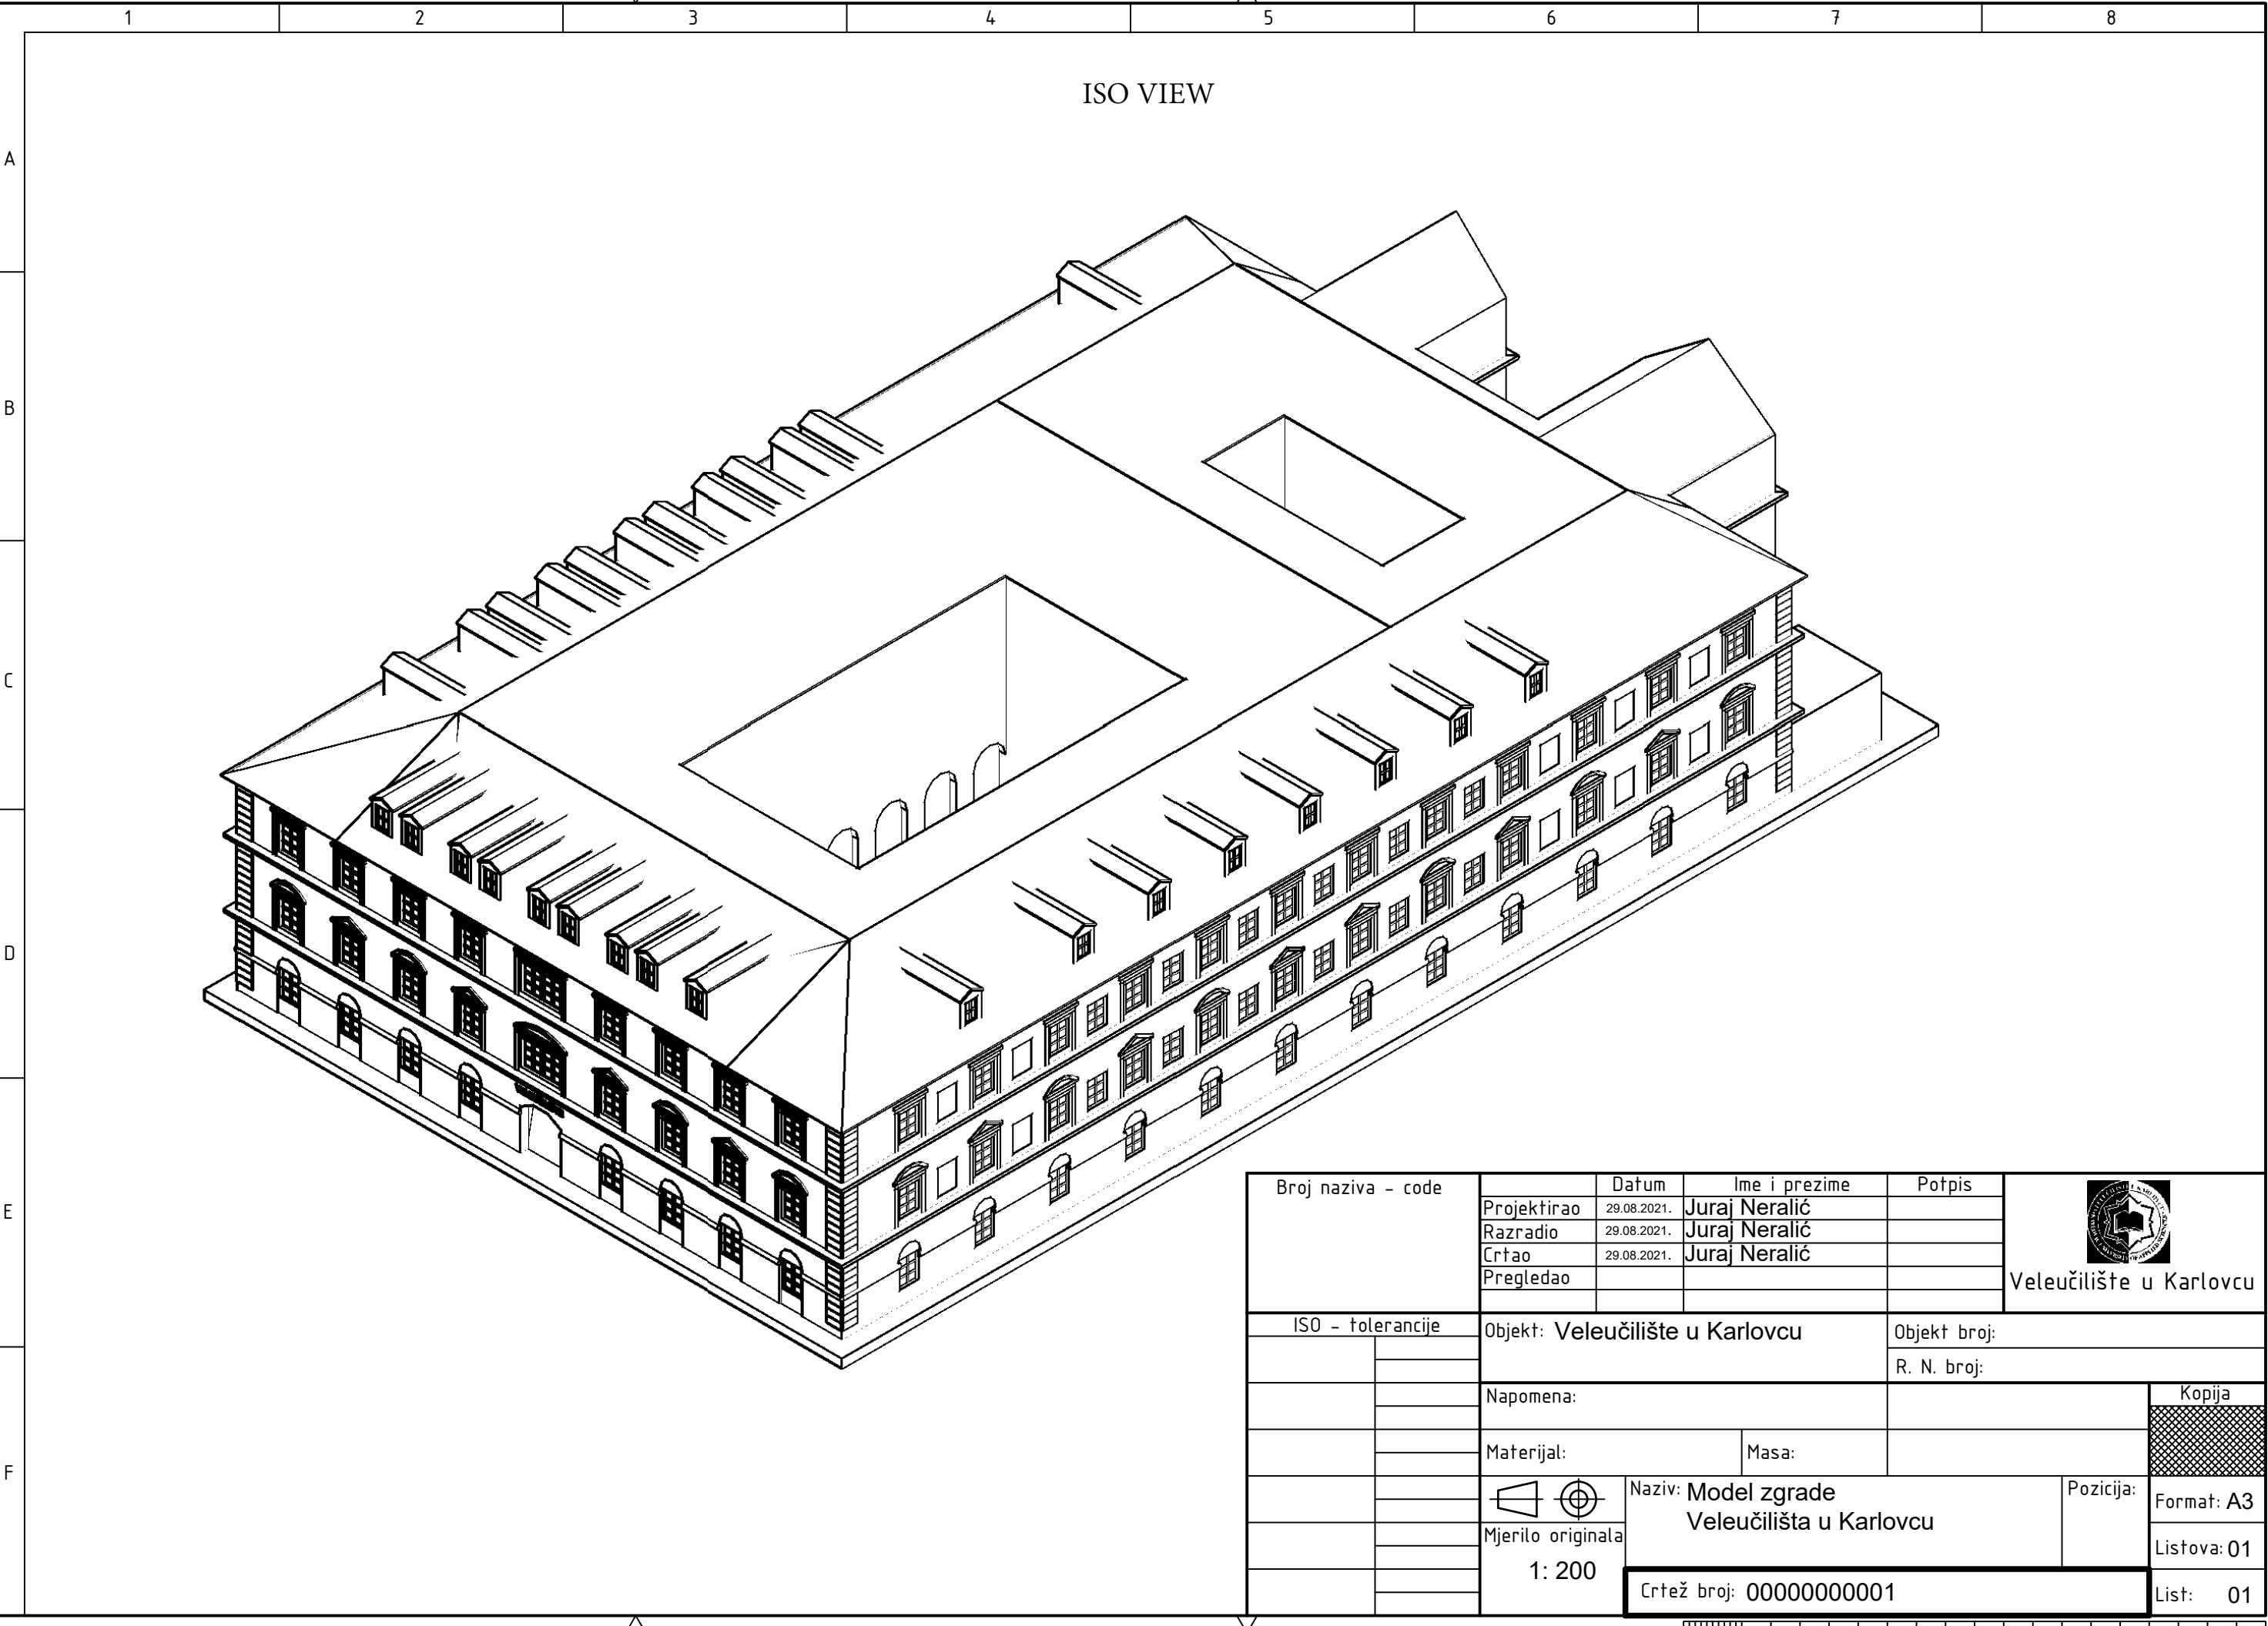 1 2 3 4 5 6 7 8
ISO VIEW
A
B
C
D
E
F
Broj naziva - code
Datum Ime i prezime Potpis
Projektirao 29.08.2021. Juraj Neralić
Razradio 29.08.2021. Juraj Neralić
Crtao 29.08.2021. Juraj Neralić
Pregledao
Veleučilište u Karlovcu
ISO - tolerancije
Objekt: Veleučilište u Karlovcu
Objekt broj:
R. N. broj:
Napomena:
Kopija
Materijal: Masa:
Naziv: Model zgrade
Veleučilišta u Karlovcu
Pozicija:
Format: A3
Mjerilo originala
1: 200
Listova: 01
Crtež broj: 00000000001
List: 01